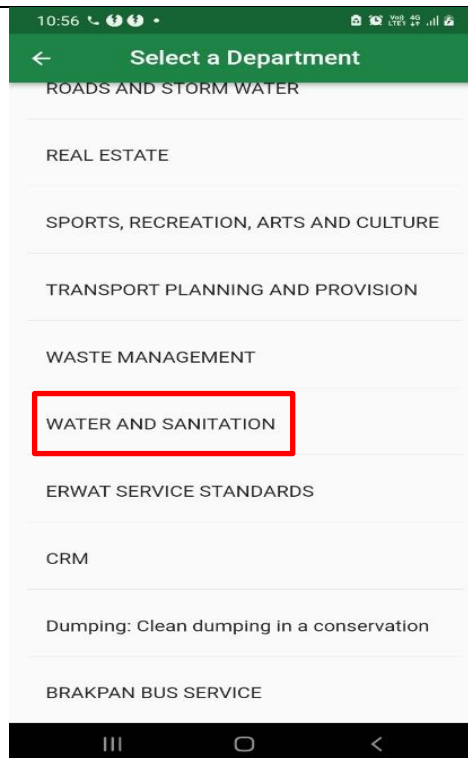 10:56
Select a Department
ROADS AND STORM WATER
REAL ESTATE
SPORTS, RECREATION, ARTS AND CULTURE
TRANSPORT PLANNING AND PROVISION
WASTE MANAGEMENT
WATER AND SANITATION
ERWAT SERVICE STANDARDS
CRM
Dumping: Clean dumping in a conservation
BRAKPAN BUS SERVICE